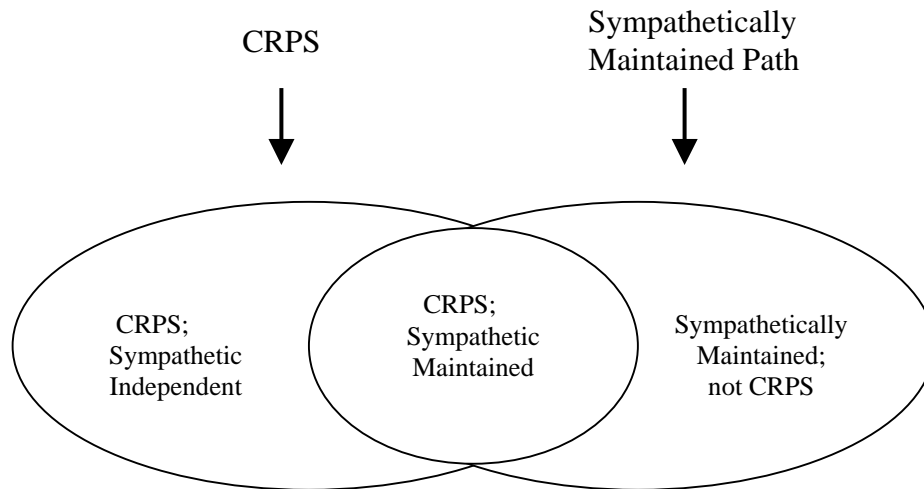 CRPS
Sympathetically
Maintained Path
CRPS;
Sympathetic
Independent
CRPS;
Sympathetic
Maintained
Sympathetically
Maintained;
not CRPS